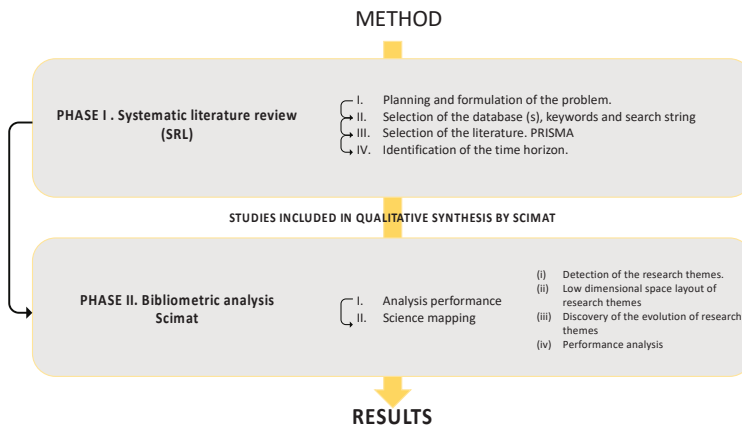 METHOD
PHASE I . Systematic literature review
(SRL)
I. Planning and formulation of the problem.
II. Selection of the database (s), keywords and search string
III. Selection of the literature. PRISMA
IV. Identification of the time horizon.
STUDIES INCLUDED IN QUALITATIVE SYNTHESIS BY SCIMAT
PHASE II. Bibliometric analysis
Scimat
I. Analysis performance
II. Science mapping
(i) Detection of the research themes.
(ii) Low dimensional space layout of
research themes
(iii) Discovery of the evolution of research
themes
(iv) Performance analysis
RESULTS